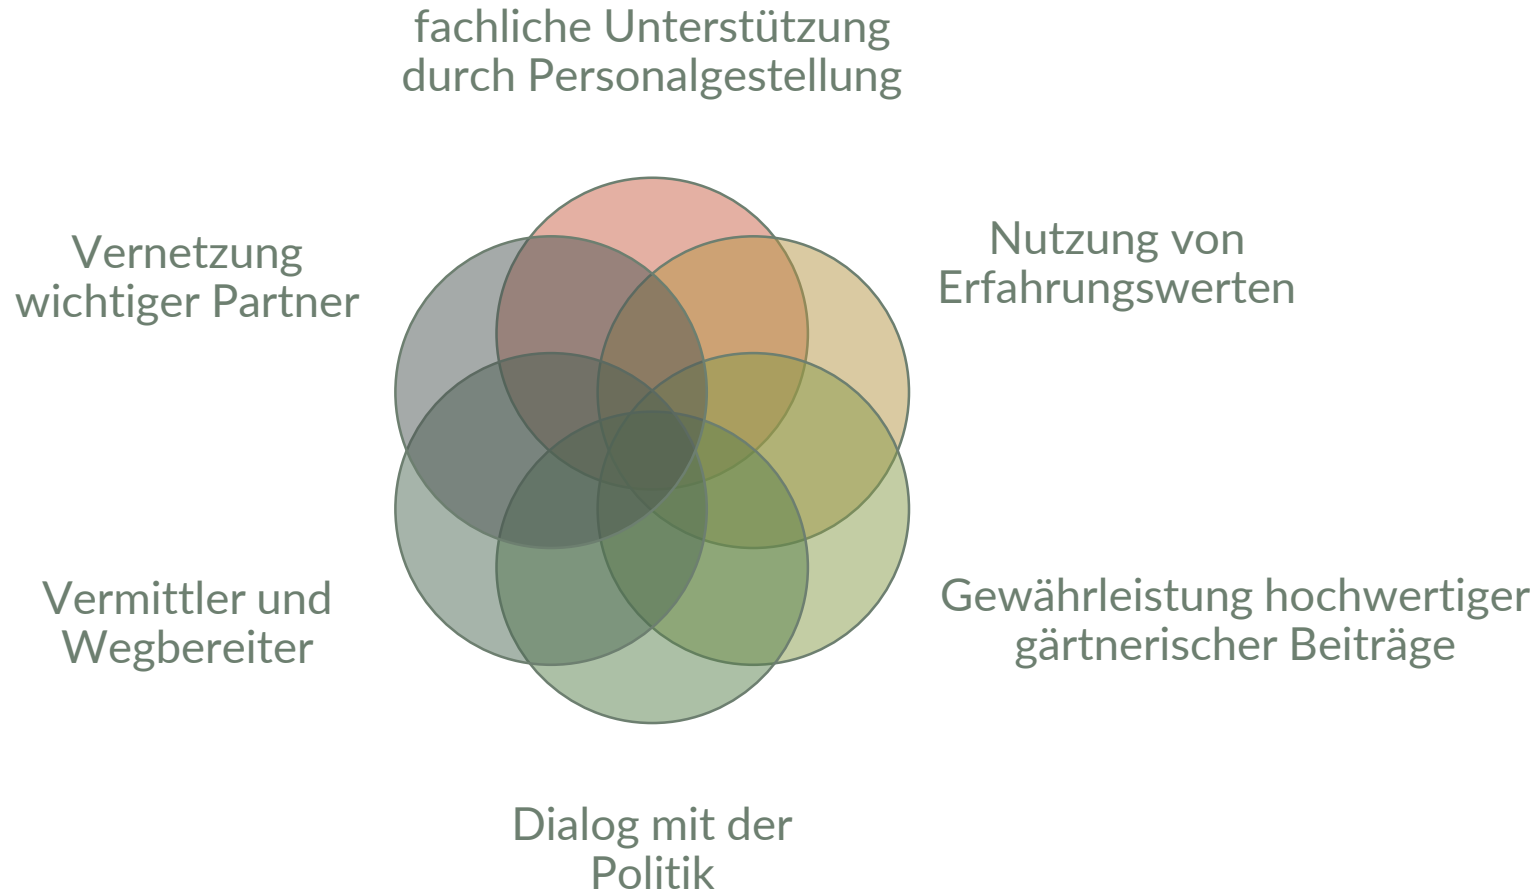 fachliche Unterstützung
durch Personalgestellung
Nutzung von
Erfahrungswerten
Gewährleistung hochwertiger
gärtnerischer Beiträge
Dialog mit der
Politik
Vermittler und
Wegbereiter
Vernetzung
wichtiger Partner